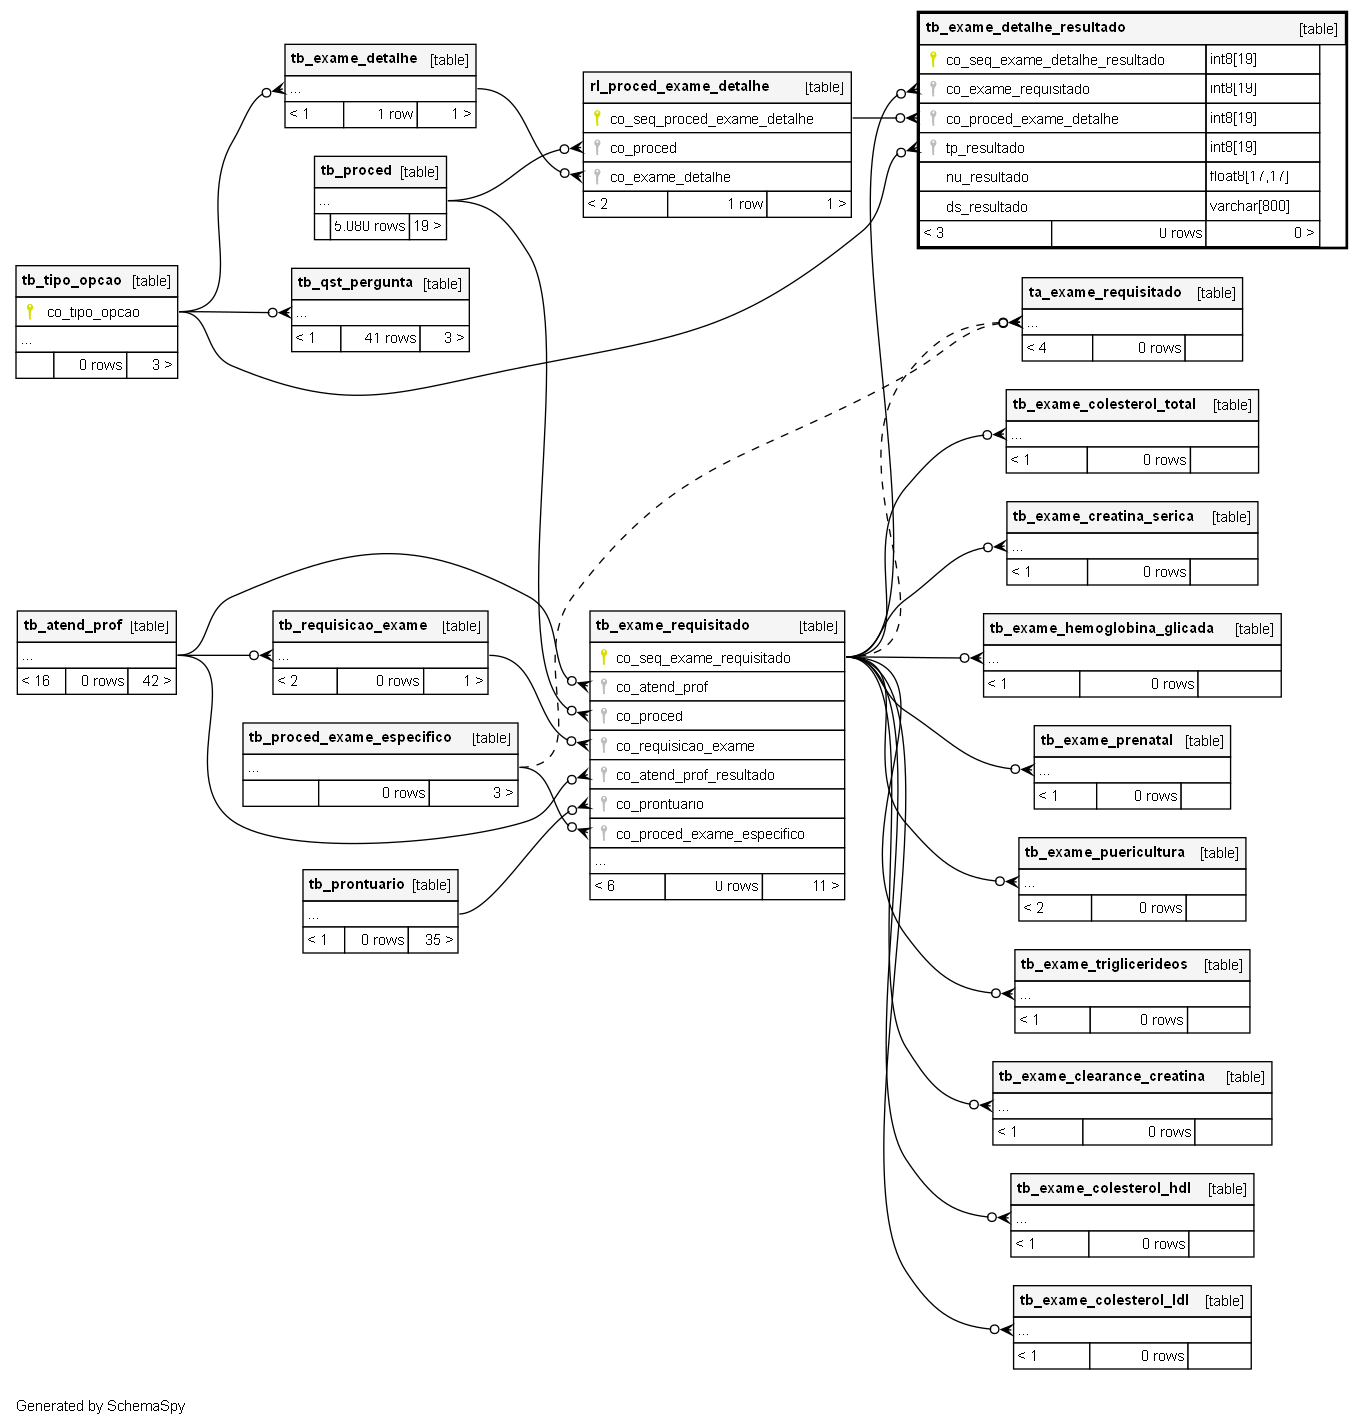 tb_exame_detalhe_resultado [table]
co_seq_exame_detalhe_resultado int8[19]
co_exame_requisitado int8[19]
co_proced_exame_detalhe int8[19]
tp_resultado int8[19]
nu_resultado float8[17,17]
ds_resultado varchar[800]
< 3 0 rows 0 >
tb_exame_detalhe [table]
...
< 1 1 row 1 >
rl_proced_exame_detalhe [table]
co_seq_proced_exame_detalhe
co_proced
co_exame_detalhe
< 2 1 row 1 >
tb_proced [table]
...
5.080 rows 19 >
tb_tipo_opcao [table]
co_tipo_opcao
...
0 rows 3 >
tb_qst_pergunta [table]
...
< 1 41 rows 3 >
ta_exame_requisitado [table]
...
< 4 0 rows
tb_exame_colesterol_total [table]
...
< 1 0 rows
tb_exame_creatina_serica [table]
...
< 1 0 rows
tb_atend_prof [table]
...
< 16 0 rows 42 >
tb_requisicao_exame [table]
...
< 2 0 rows 1 >
tb_proced_exame_especifico [table]
...
0 rows 3 >
tb_prontuario [table]
...
< 1 0 rows 35 >
tb_exame_requisitado [table]
co_seq_exame_requisitado
co_atend_prof
co_proced
co_requisicao_exame
co_atend_prof_resultado
co_prontuario
co_proced_exame_especifico
...
< 6 0 rows 11 >
tb_exame_hemoglobina_glicada [table]
...
< 1 0 rows
tb_exame_prenatal [table]
...
< 1 0 rows
tb_exame_puericultura [table]
...
< 2 0 rows
tb_exame_triglicerideos [table]
...
< 1 0 rows
tb_exame_clearance_creatina [table]
...
< 1 0 rows
tb_exame_colesterol_hdl [table]
...
< 1 0 rows
tb_exame_colesterol_ldl [table]
...
< 1 0 rows
Generated by SchemaSpy